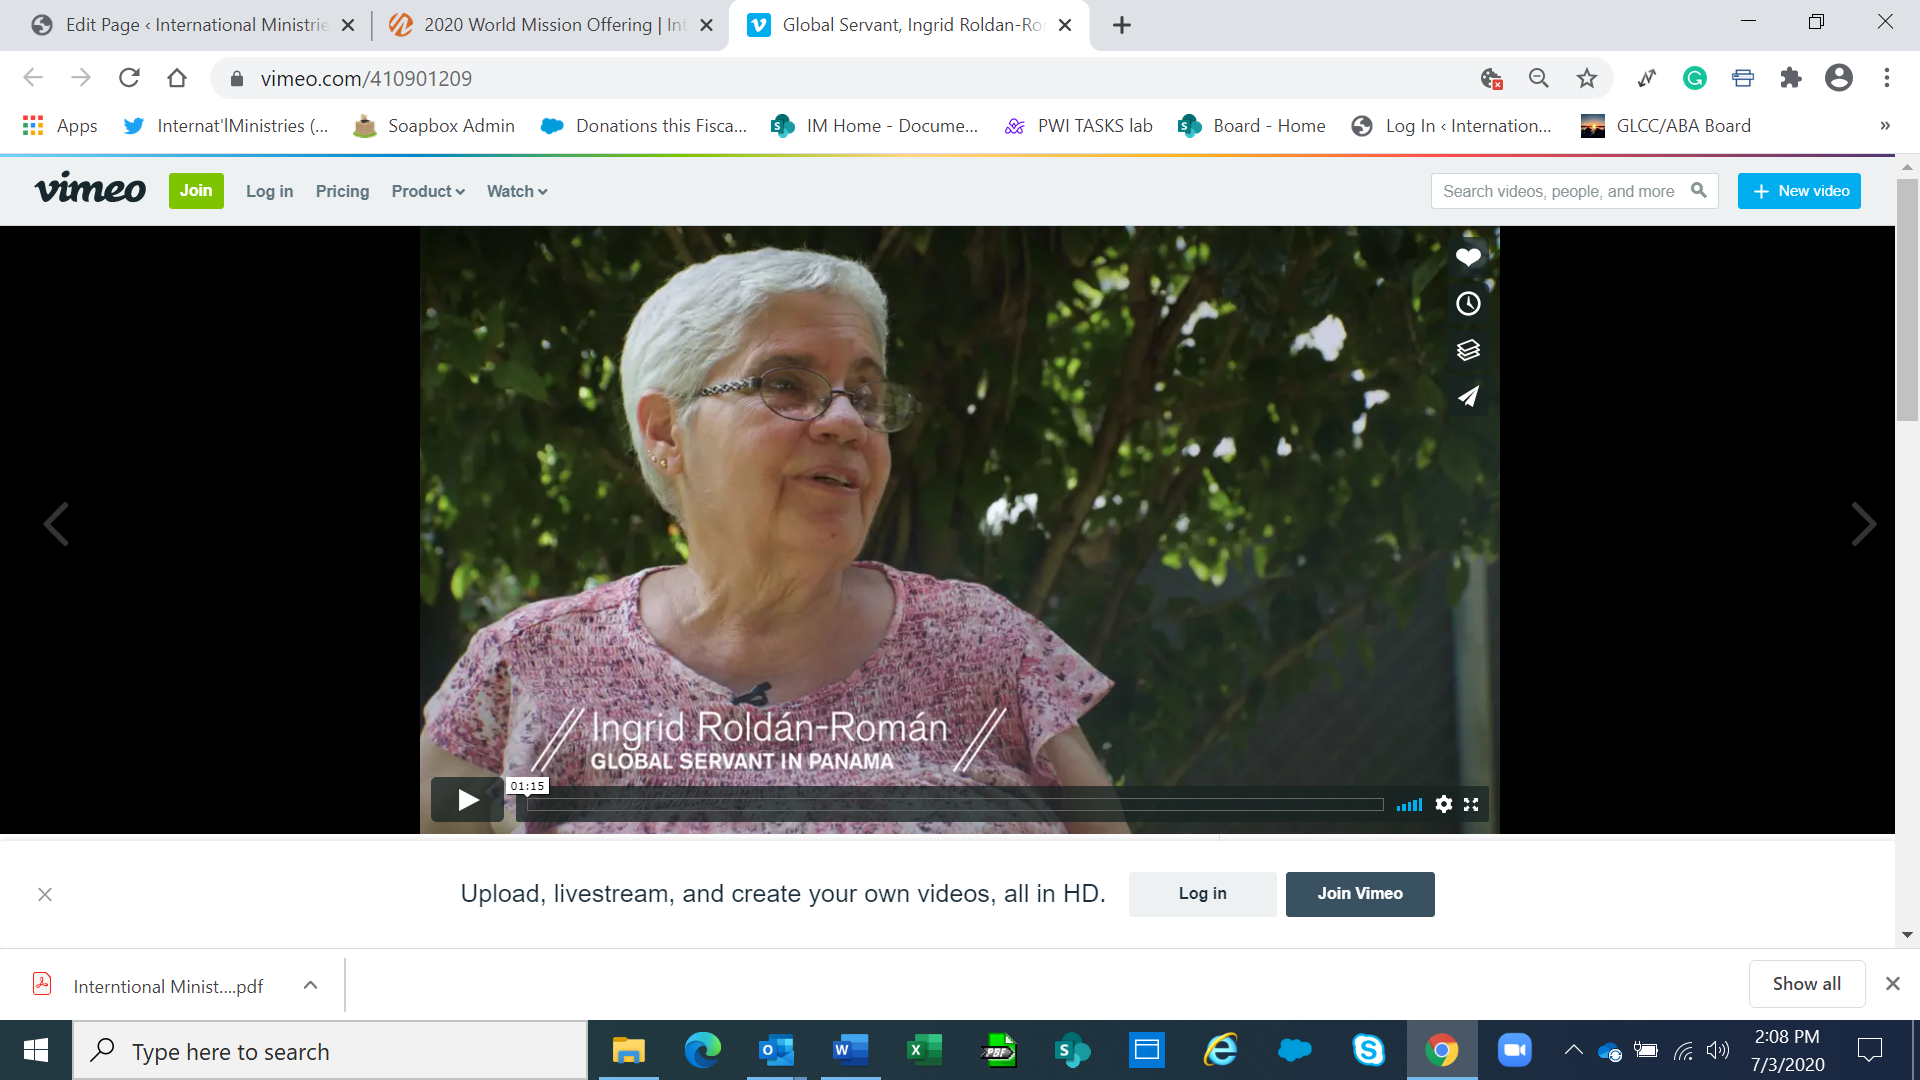 Edit Page ‹ International Ministrie
2020 World Mission Offering | Int
Global Servant, Ingrid Roldan-Ro
vimeo.com/410901209
Apps
Internat'lMinistries (...
Soapbox Admin
Donations this Fisca...
IM Home - Docume...
PWI TASKS lab
Board - Home
Log In ‹ Internation...
GLCC/ABA Board
»
vimeo
Join
Log in
Pricing
Product
Watch
Search videos, people, and more
+ New video
Ingrid Roldán-Román
GLOBAL SERVANT IN PANAMA
01:15
Upload, livestream, and create your own videos, all in HD.
Log in
Join Vimeo
Interntional Minist....pdf
Show all
Type here to search
2:08 PM
7/3/2020